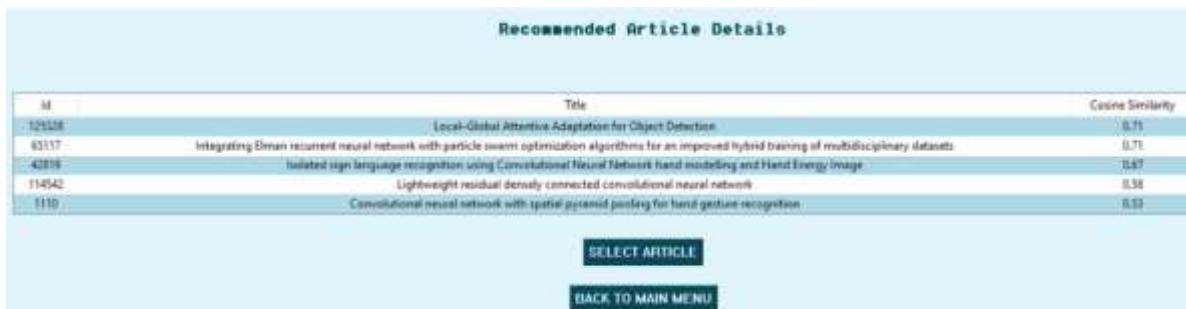 Recommended Article Details
Id Title Cosine Similarity
Local-Global Attentive Adaptation for Object Detection 0.71
65117 Integrating Elman recurrent neural network with particle swarm optimization algorithms for an improved hybrid training of multidisciplinary datasets 0.71
42819 Isolated sign language recognition using Convolutional Neural Network hand modelling and Hand Energy Image 0.67
114542 Lightweight residual densely connected convolutional neural network 0.58
1110 Convolutional neural network with spatial pyramid pooling for hand gesture recognition 0.53
SELECT ARTICLE
BACK TO MAIN MENU